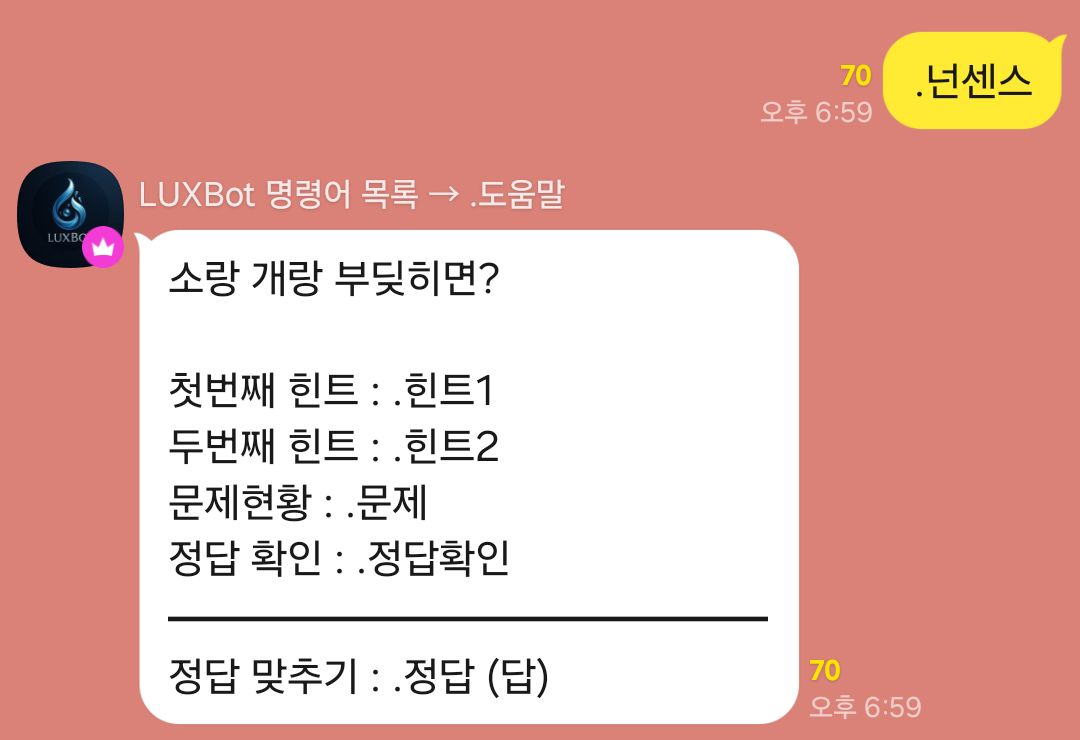 .넌센스
70
오후 6:59
LUXBot 명령어 목록 → .도움말
LUXBO
소랑 개랑 부딪히면?
첫번째 힌트 : .힌트1
두번째 힌트 : .힌트2
문제현황 : .문제
정답 확인 : .정답확인
정답 맞추기 : .정답 (답)
70
오후 6:59